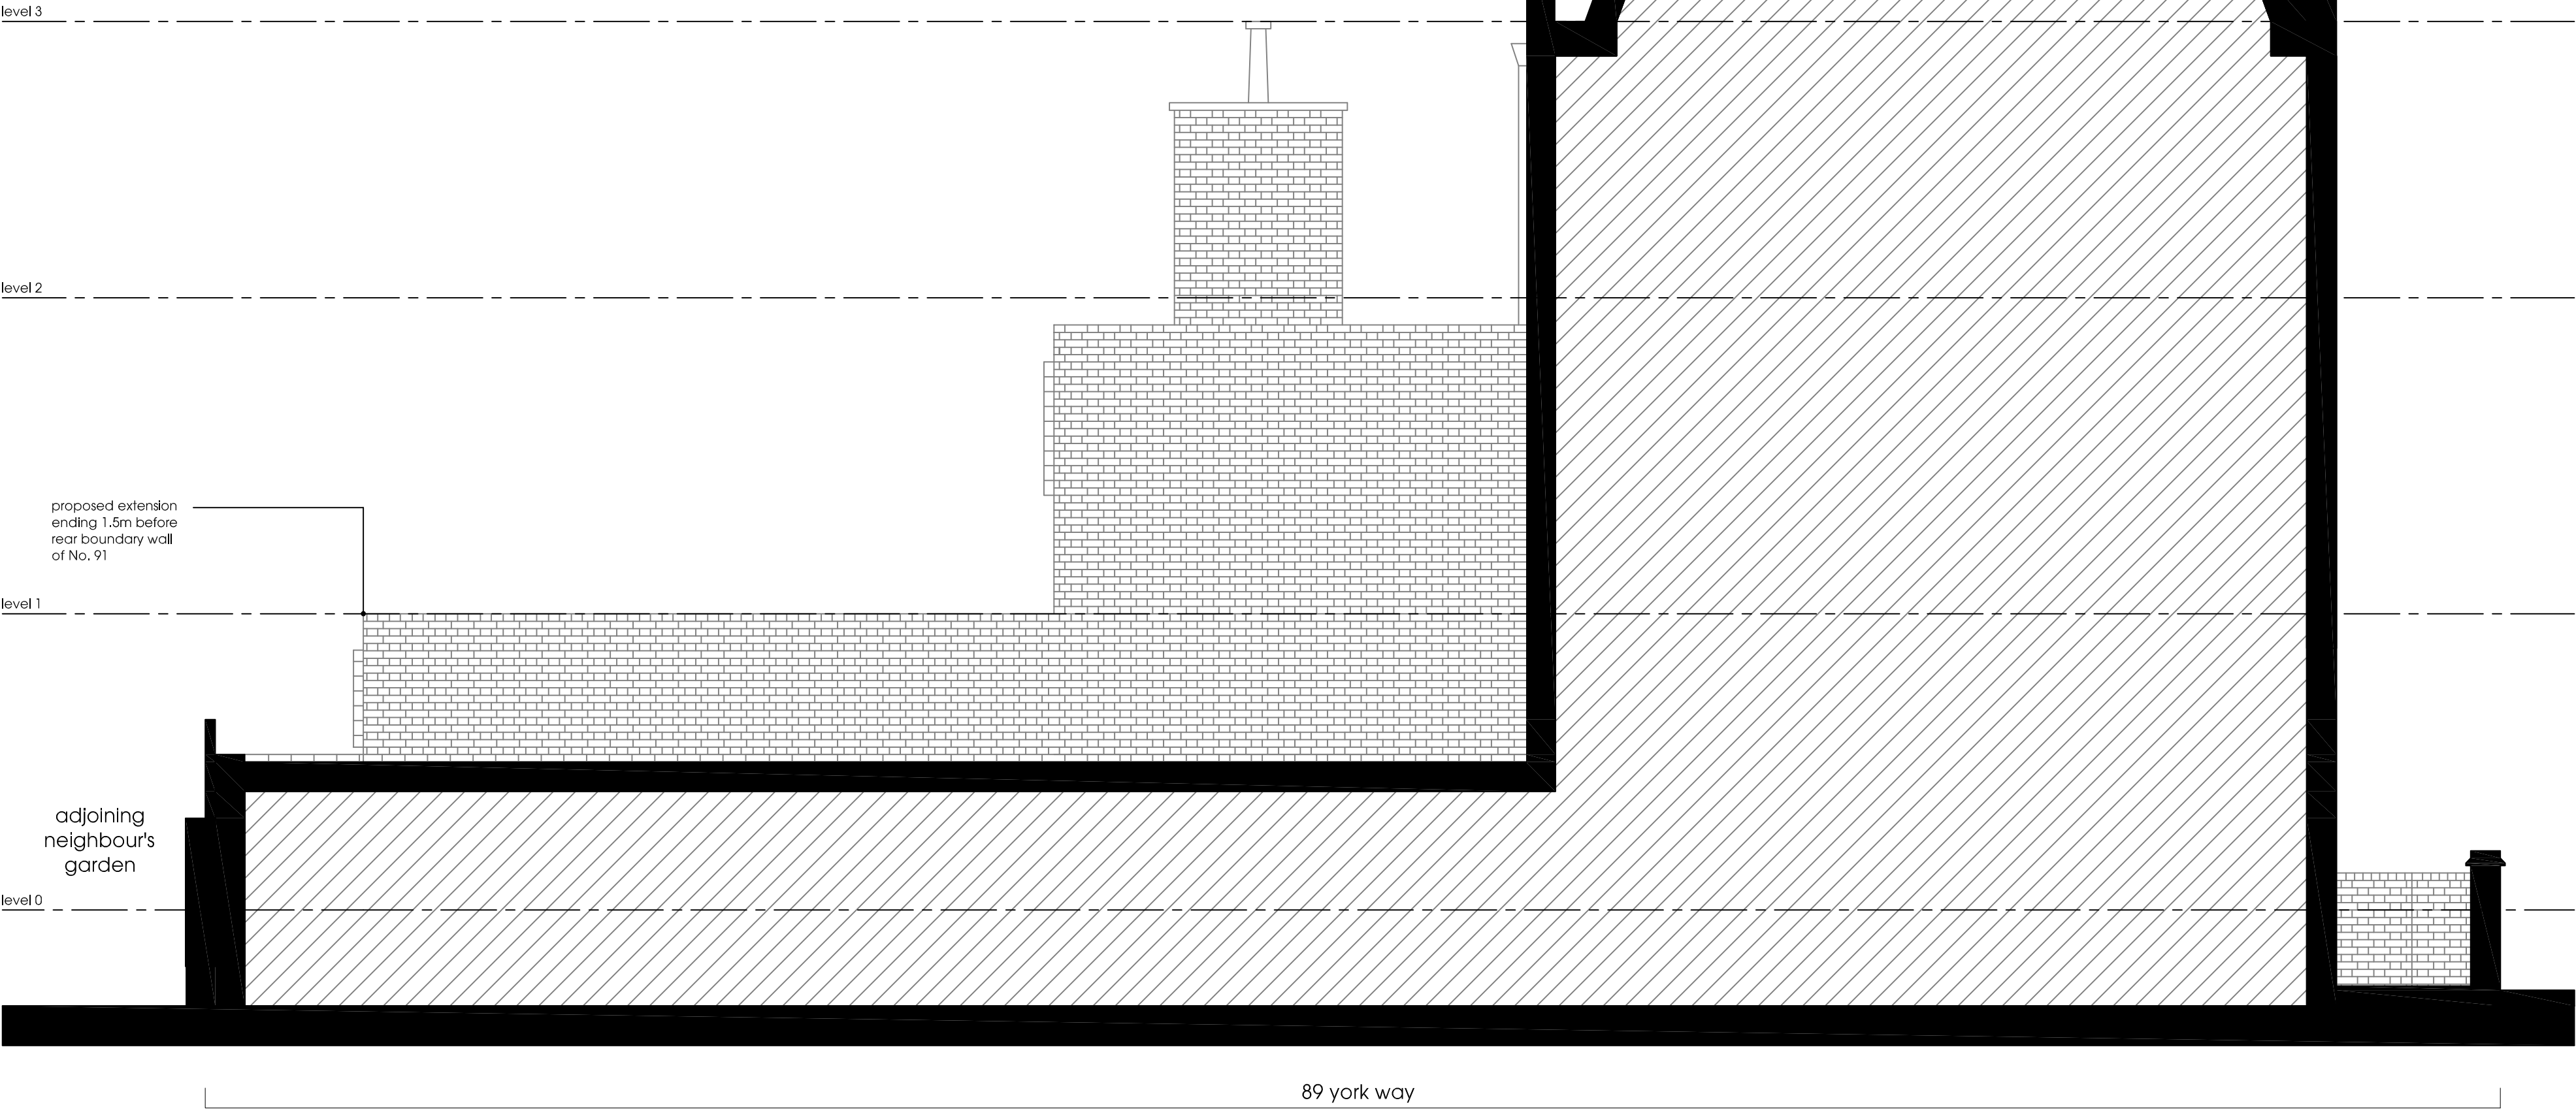 level 3
level 2
proposed extension
ending 1.5m before
rear boundary wall
of No. 91
level 1
adjoining
neighbour's
garden
level 0
89 york way